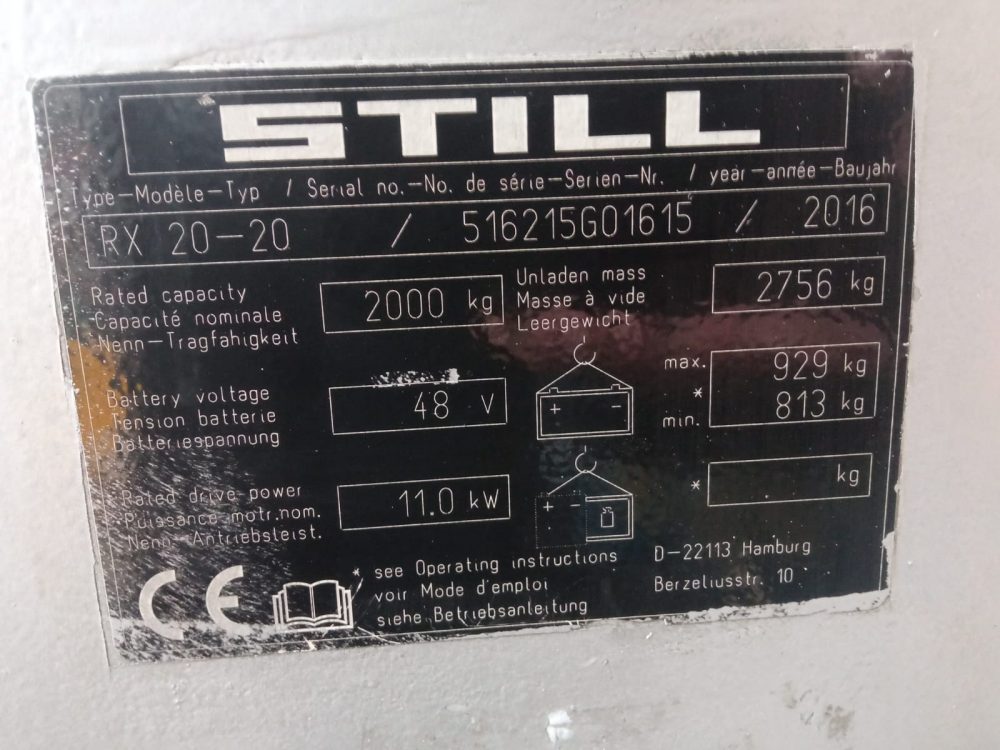 STILL
Type-Modèle-Typ / Serial no.-No. de série-Serien-Nr. / year-année-Baujahr
RX 20-20 / 516215G01615 / 2016
Rated capacity
Capacité nominale
Nenn-Tragfähigkeit
2000 kg
Unladen mass
Masse à vide
Leergewicht
2756 kg
Battery voltage
Tension batterie
Batteriespannung
48 V
+ -
max. 929 kg
*
min. 813 kg
Rated drive power
Puissance motr.nom.
Nenn-Antriebsleist.
11.0 kW
+ -
* kg
CE
* see Operating instructions
voir Mode d'emploi
siehe Betriebsanleitung
D-22113 Hamburg
Berzeliusstr. 10